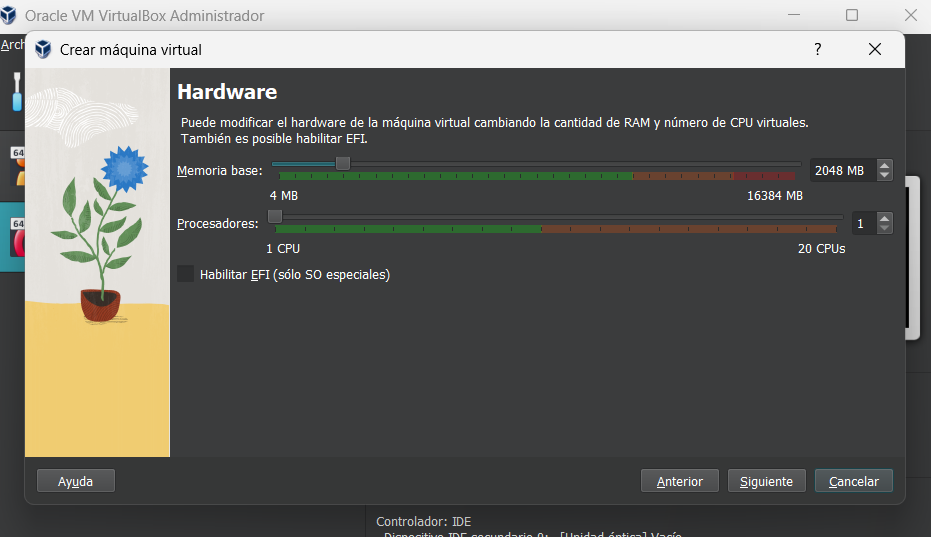 Oracle VM VirtualBox Administrador
Arch
Crear máquina virtual
?
64
64
Hardware
Puede modificar el hardware de la máquina virtual cambiando la cantidad de RAM y número de CPU virtuales.
También es posible habilitar EFI.
Memoria base:
2048 MB
4 MB
16384 MB
Procesadores:
1
1 CPU
20 CPUs
Habilitar EFI (sólo SO especiales)
Ayuda
Anterior
Siguiente
Cancelar
Controlador: IDE
Dispositivo IDE secundario 0: [Unidad óptica] Vacío